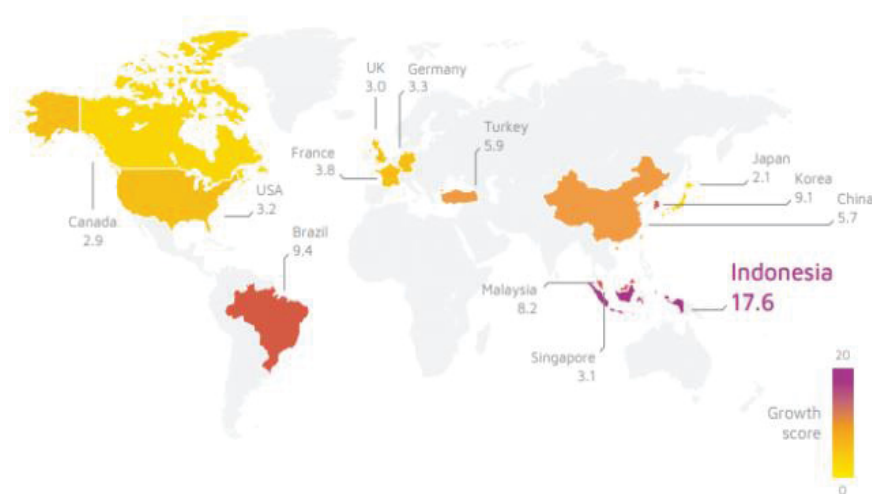 UK
3.0
Germany
3.3
Turkey
5.9
France
3.8
USA
3.2
Canada
2.9
Brazil
9.4
Japan
2.1
Korea
9.1
China
5.7
Malaysia
8.2
Indonesia
17.6
Singapore
3.1
20
Growth
score
0